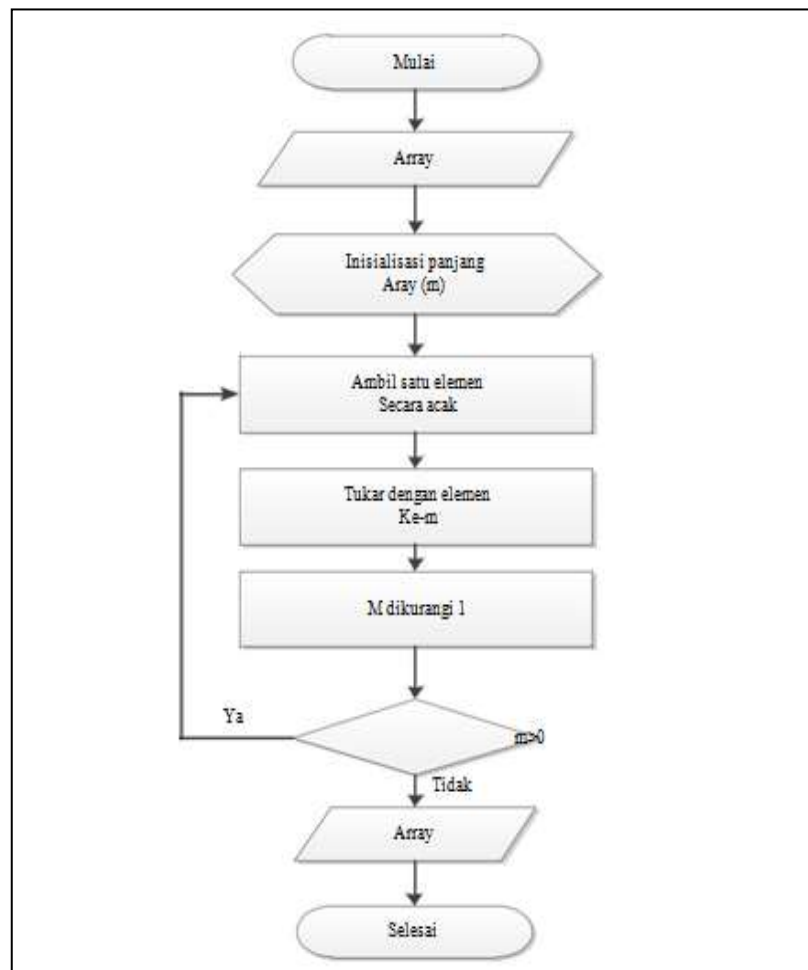 Mulai
Array
Inisialisasi panjang
Aray (m)
Ambil satu elemen
Secara acak
Tukar dengan elemen
Ke-m
M dikurangi 1
Ya
m>0
Tidak
Array
Selesai